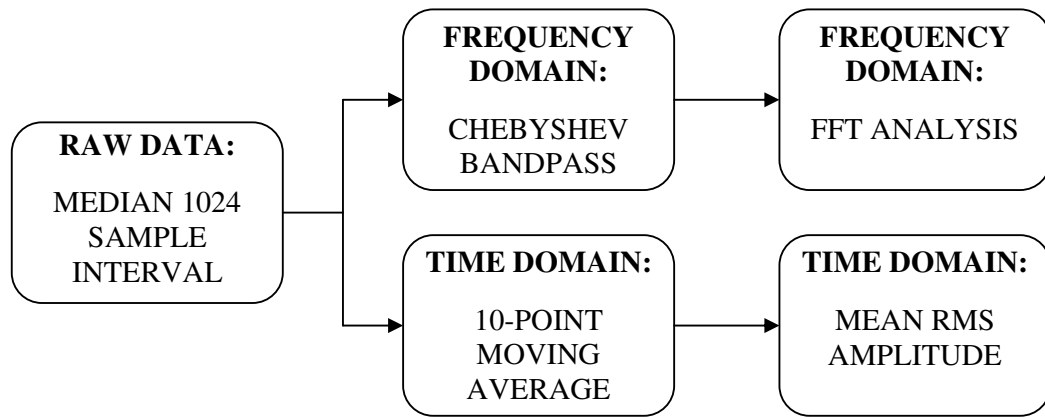 RAW DATA:
MEDIAN 1024
SAMPLE
INTERVAL
FREQUENCY
DOMAIN:
CHEBYSHEV
BANDPASS
FREQUENCY
DOMAIN:
FFT ANALYSIS
TIME DOMAIN:
10-POINT
MOVING
AVERAGE
TIME DOMAIN:
MEAN RMS
AMPLITUDE